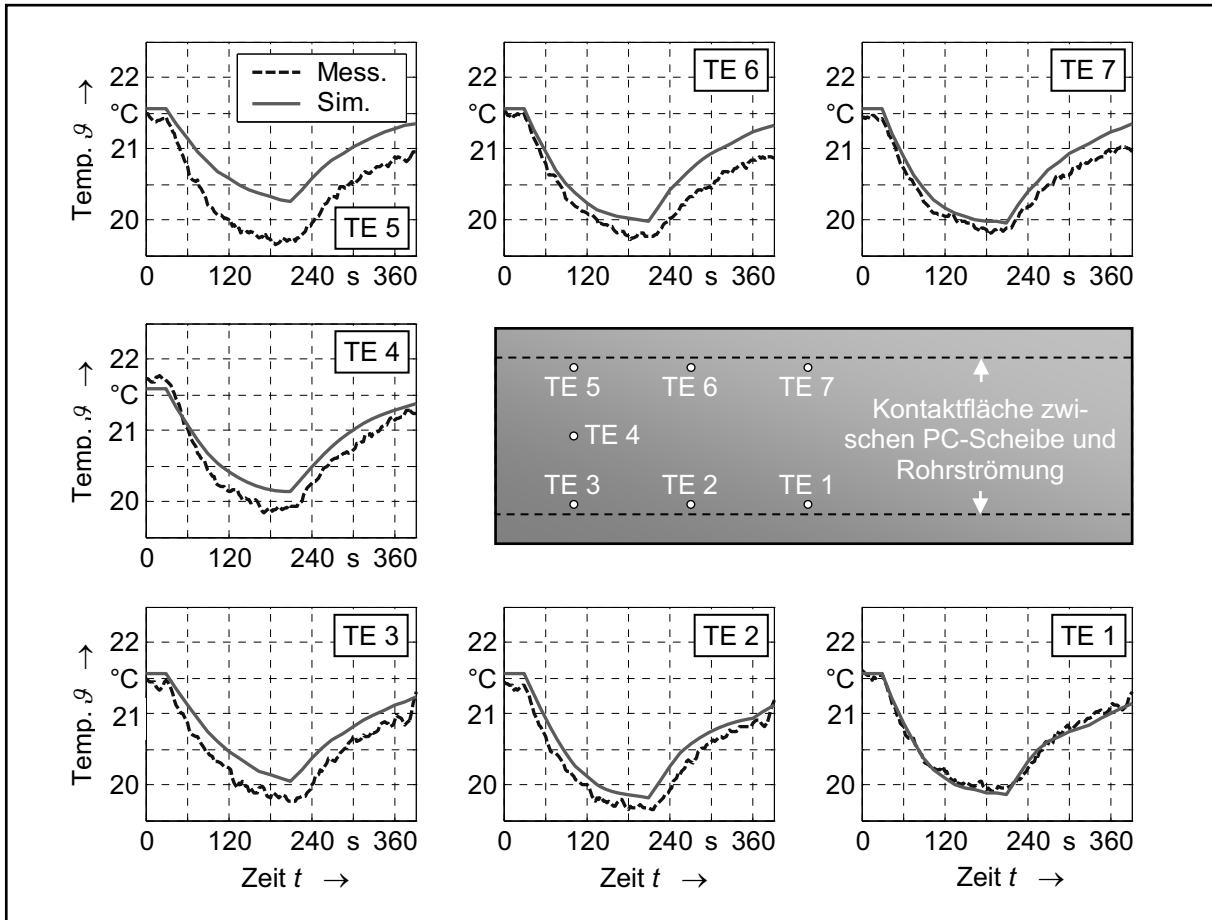 Temp. ϑ →
22
°C
21
20
Mess.
Sim.
TE 5
0 120 240 s 360
TE 6
22
°C
21
20
0 120 240 s 360
TE 7
22
°C
21
20
0 120 240 s 360
Temp. ϑ →
22
°C
21
20
TE 4
0 120 240 s 360
TE 5 TE 6 TE 7
TE 4
TE 3 TE 2 TE 1
Kontaktfläche zwi-
schen PC-Scheibe und
Rohrströmung
Temp. ϑ →
22
°C
21
20
TE 3
0 120 240 s 360
Zeit t →
TE 2
22
°C
21
20
0 120 240 s 360
Zeit t →
TE 1
22
°C
21
20
0 120 240 s 360
Zeit t →